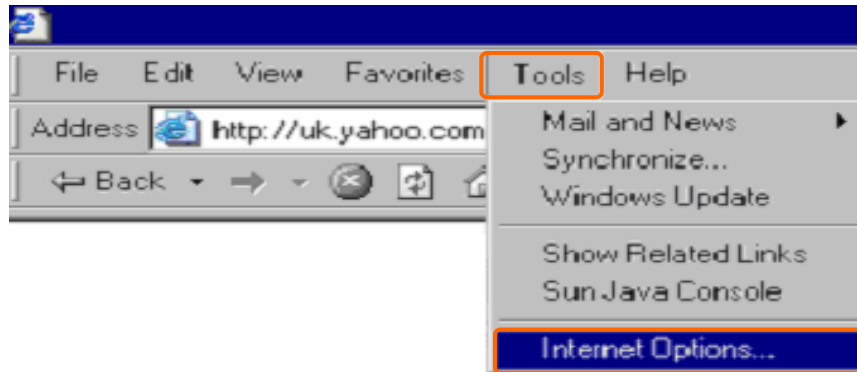 File Edit View Favorites Tools Help
Address http://uk.yahoo.com
Back
Mail and News
Synchronize...
Windows Update
Show Related Links
Sun Java Console
Internet Options...